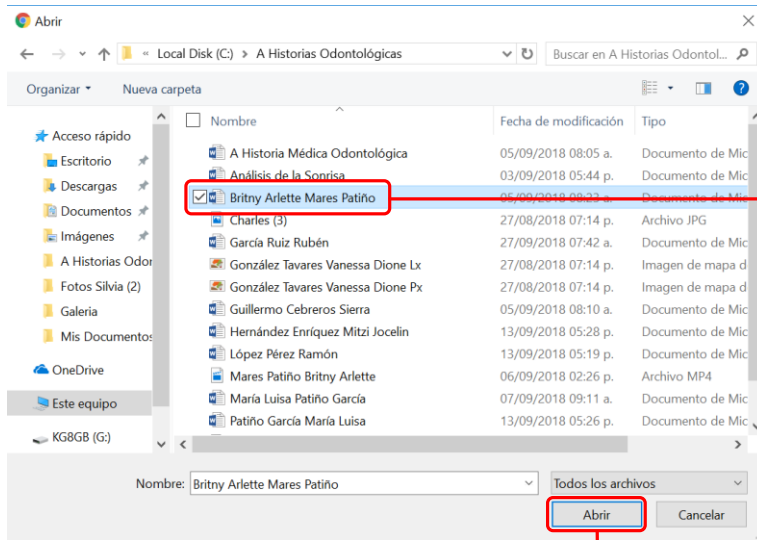 Abrir
« Local Disk (C:) > A Historias Odontológicas
Buscar en A Historias Odontol...
Organizar
Nueva carpeta
Acceso rápido
Escritorio
Descargas
Documentos
Imágenes
A Historias Odor
Fotos Silvia (2)
Galeria
Mis Documentos
OneDrive
Este equipo
KG8GB (G:)
Nombre Fecha de modificación Tipo
A Historia Médica Odontológica 05/09/2018 08:05 a. Documento de Mic
Análisis de la Sonrisa 03/09/2018 05:44 p. Documento de Mic
Britny Arlette Mares Patiño 05/09/2018 08:23 a. Documento de Mic
Charles (3) 27/08/2018 07:14 p. Archivo JPG
García Ruiz Rubén 27/09/2018 07:42 a. Documento de Mic
González Tavares Vanessa Dione Lx 27/08/2018 07:14 p. Imagen de mapa d
González Tavares Vanessa Dione Px 27/08/2018 07:14 p. Imagen de mapa d
Guillermo Cebreros Sierra 05/09/2018 08:10 a. Documento de Mic
Hernández Enríquez Mitzi Jocelin 13/09/2018 05:28 p. Documento de Mic
López Pérez Ramón 13/09/2018 05:19 p. Documento de Mic
Mares Patiño Britny Arlette 06/09/2018 02:26 p. Archivo MP4
María Luisa Patiño García 07/09/2018 09:11 a. Documento de Mic
Patiño García María Luisa 13/09/2018 05:26 p. Documento de Mic
Nombre: Britny Arlette Mares Patiño
Todos los archivos
Abrir
Cancelar